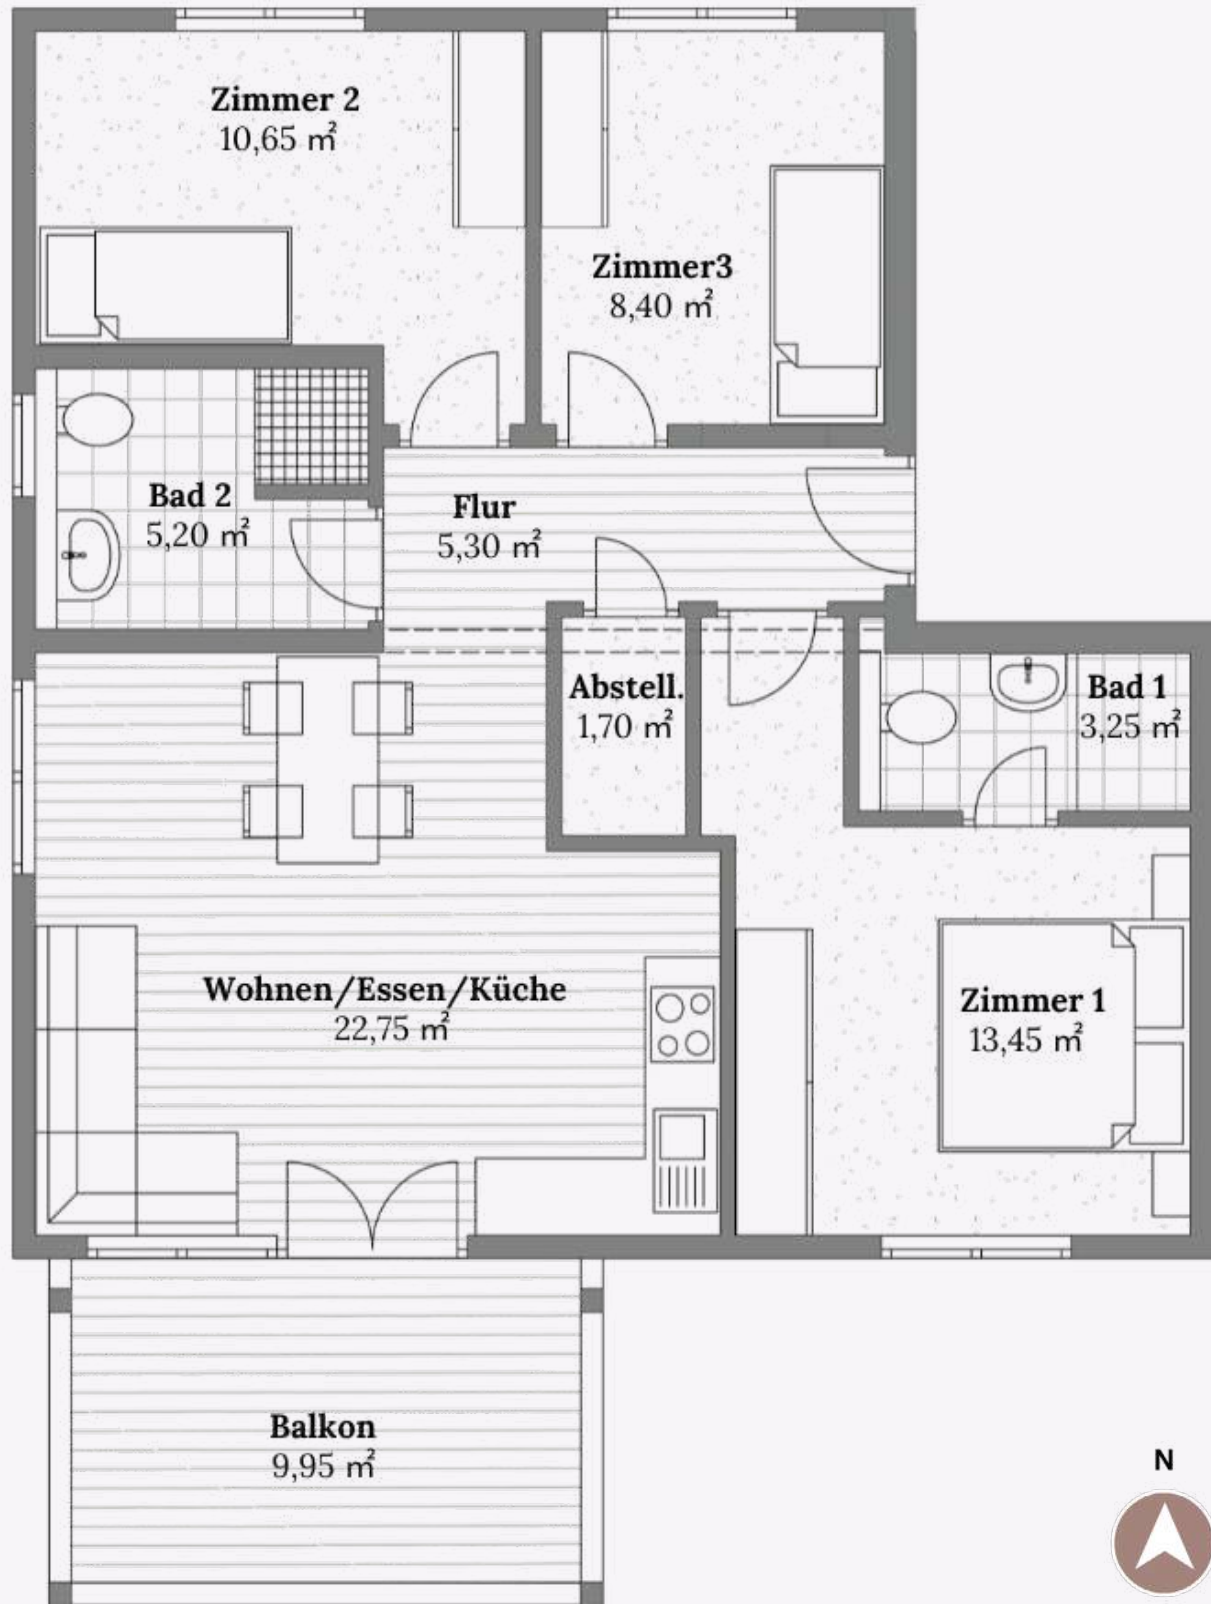 Zimmer 2
10,65 m²
Zimmer3
8,40 m²
Bad 2
5,20 m²
Flur
5,30 m²
Abstell.
1,70 m²
Bad 1
3,25 m²
Wohnen/Essen/Küche
22,75 m²
Zimmer 1
13,45 m²
Balkon
9,95 m²
N